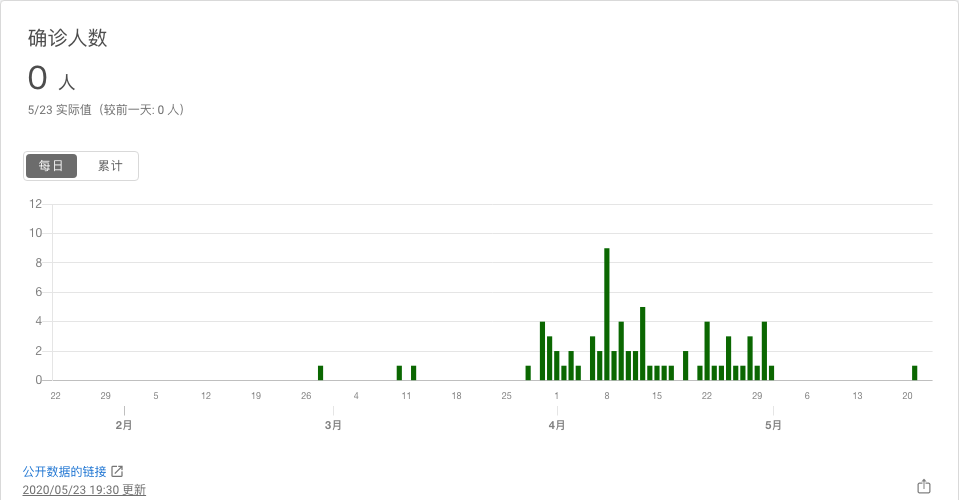 确诊人数
0 人
5/23 实际值（较前一天: 0 人）
每日 累计
12
10
8
6
4
2
0
22 29 5 12 19 26 4 11 18 25 1 8 15 22 29 6 13 20
2月 3月 4月 5月
公开数据的链接
2020/05/23 19:30 更新